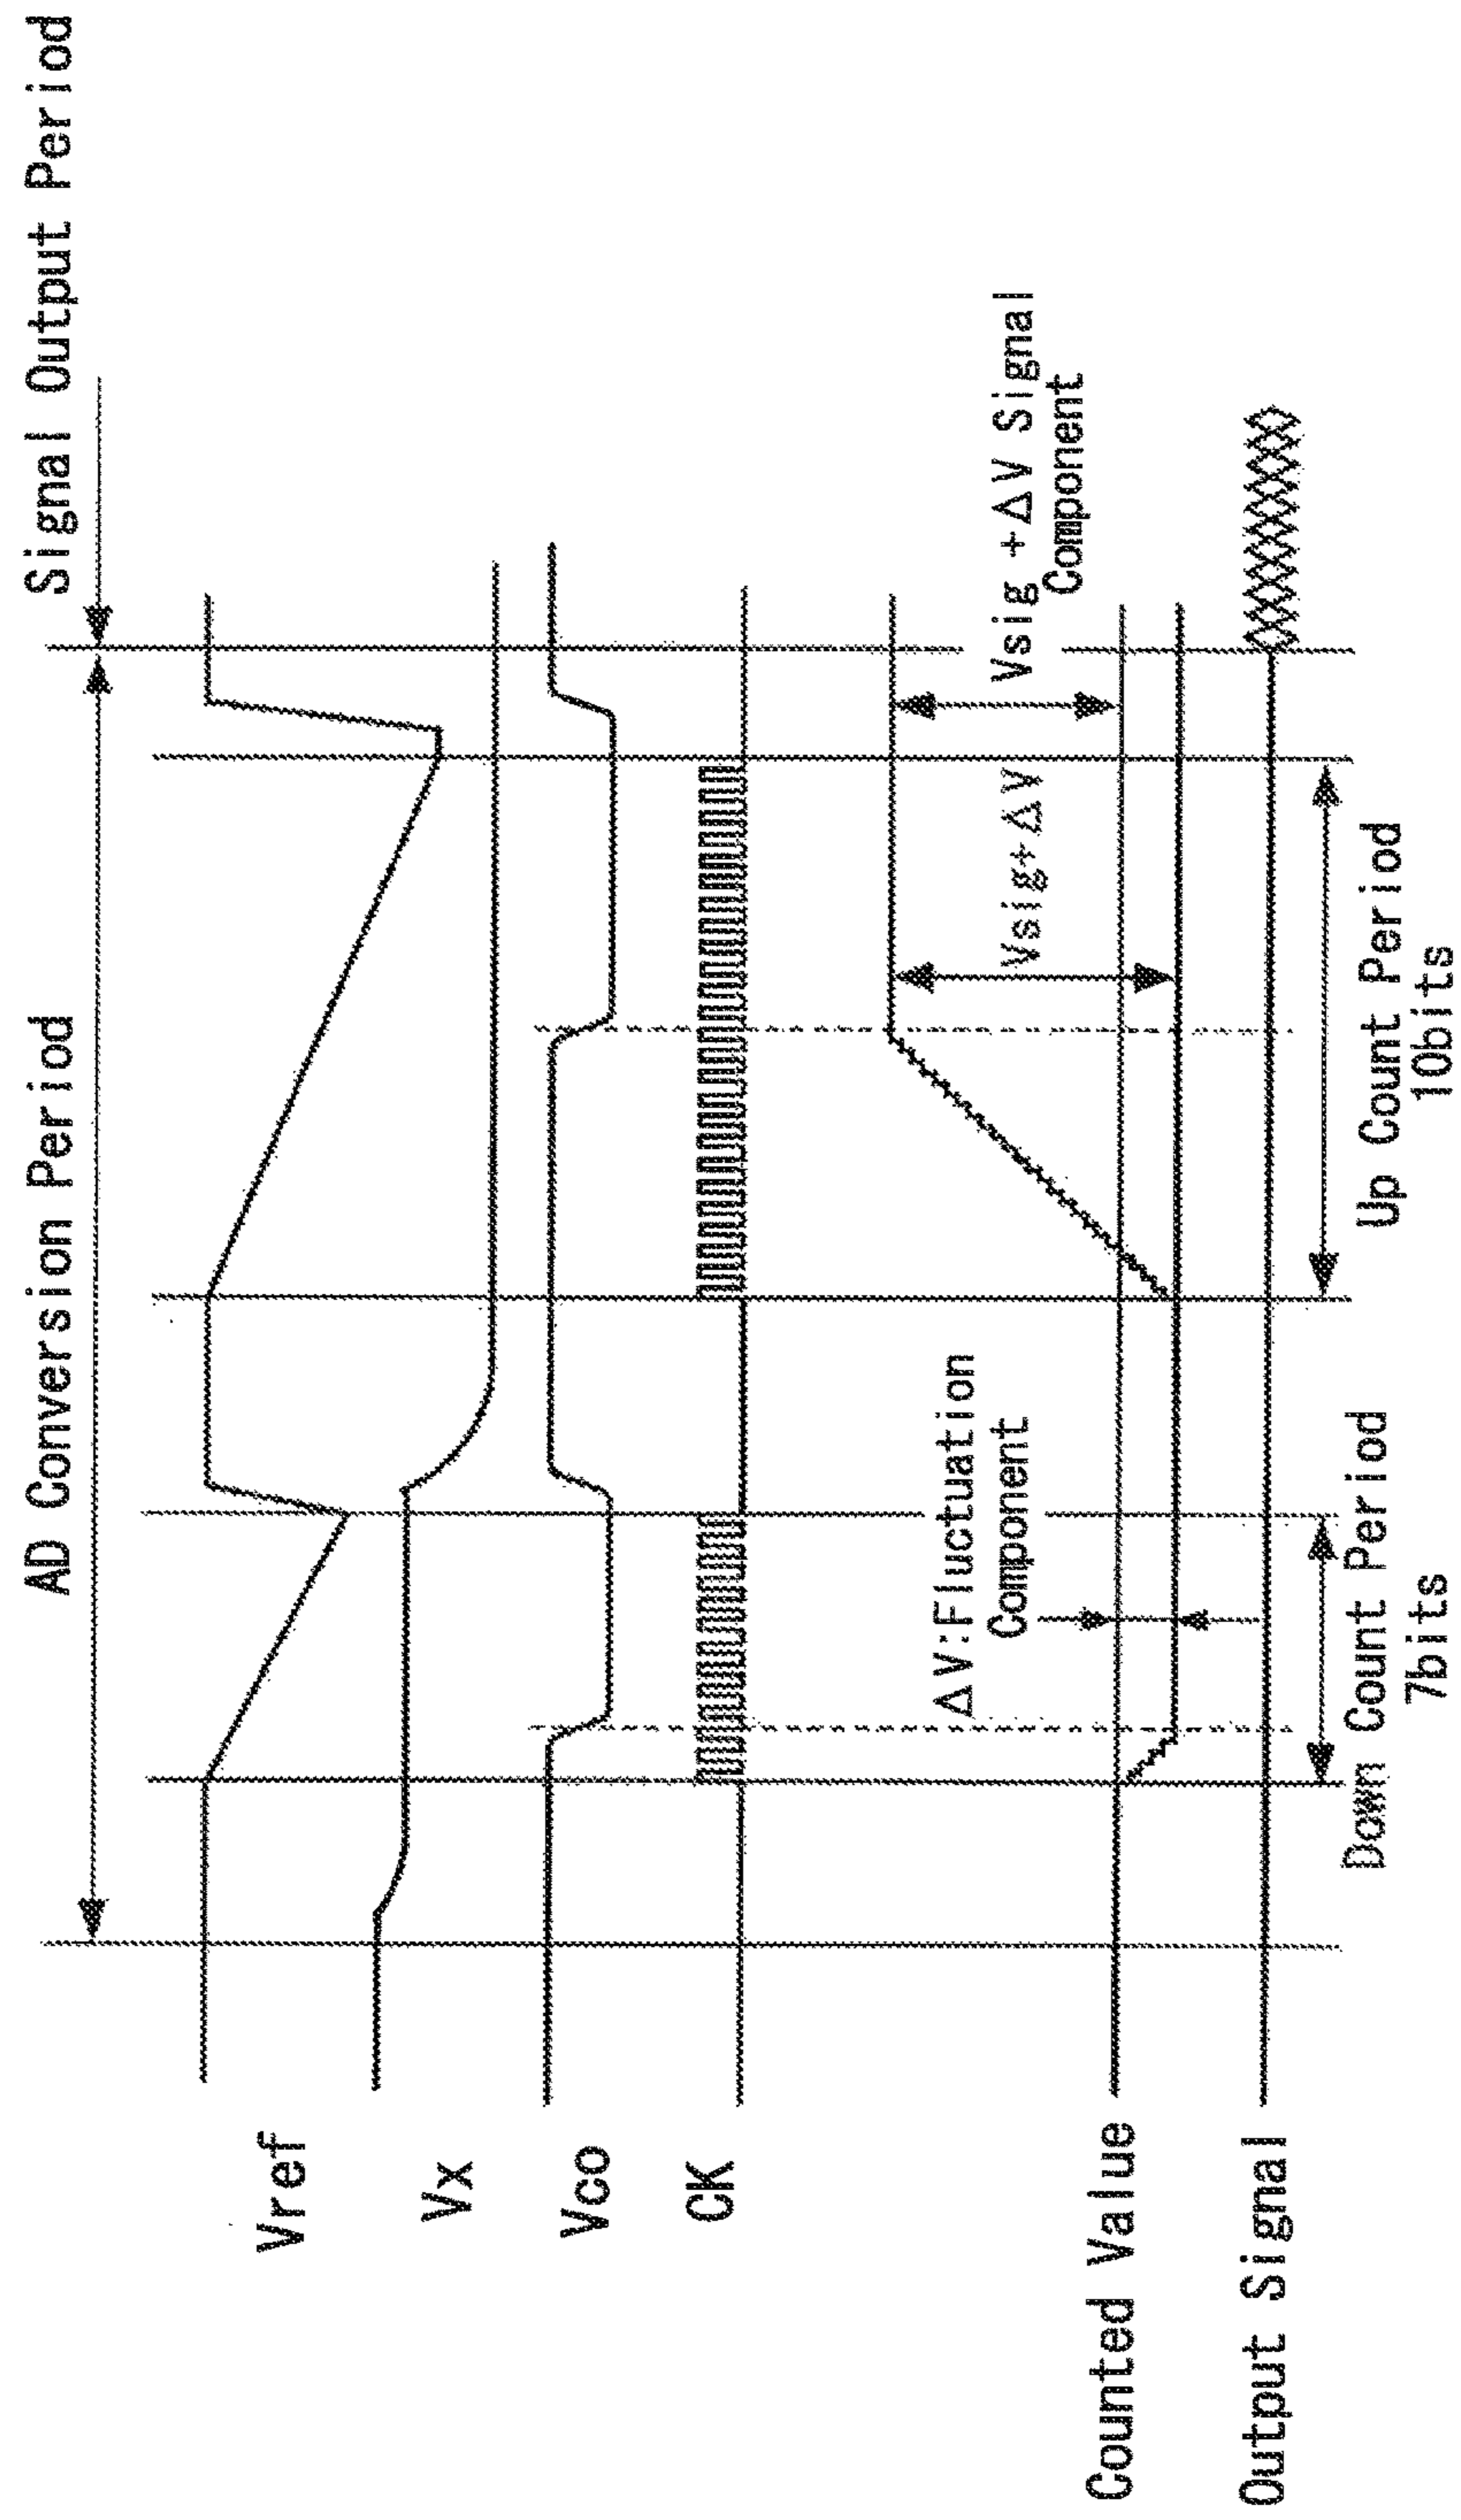 AD Conversion Period
Signal Output Period
Vref
Vx
Vco
CK
ΔV:Fluctuation
Component
Vsig+ΔV
Vsig +ΔV Signal
Component
Counted Value
Output Signal
Down Count Period
7bits
Up Count Period
10bits